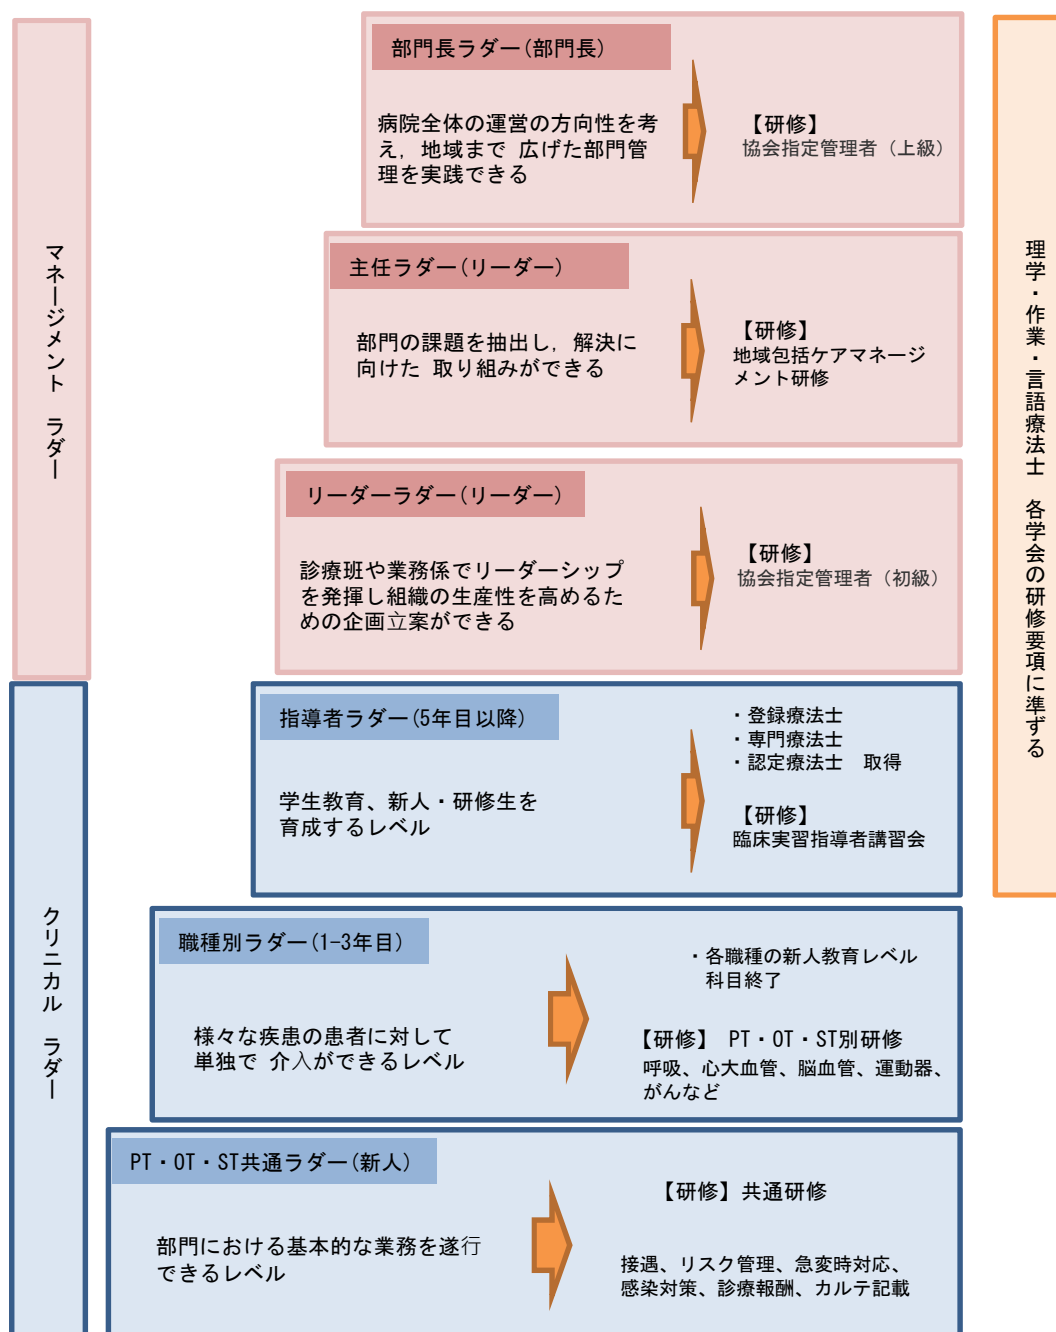 マネージメント　ラダー
部門長ラダー(部門長)
病院全体の運営の方向性を考
え，地域まで 広げた部門管
理を実践できる
【研修】
協会指定管理者（上級）
主任ラダー(リーダー)
部門の課題を抽出し，解決に
向けた 取り組みができる
【研修】
地域包括ケアマネージ
メント研修
リーダーラダー(リーダー)
診療班や業務係でリーダーシップ
を発揮し組織の生産性を高めるた
めの企画立案ができる
【研修】
協会指定管理者（初級）
クリニカル　ラダー
指導者ラダー(5年目以降)
学生教育、新人・研修生を
育成するレベル
・登録療法士
・専門療法士
・認定療法士　取得
【研修】
臨床実習指導者講習会
職種別ラダー(1-3年目)
様々な疾患の患者に対して
単独で 介入ができるレベル
・各職種の新人教育レベル
科目終了
【研修】　PT・OT・ST別研修
呼吸、心大血管、脳血管、運動器、
がんなど
PT・OT・ST共通ラダー(新人)
部門における基本的な業務を遂行
できるレベル
【研修】共通研修
接遇、リスク管理、急変時対応、
感染対策、診療報酬、カルテ記載
理学・作業・言語療法士　各学会の研修要項に準ずる